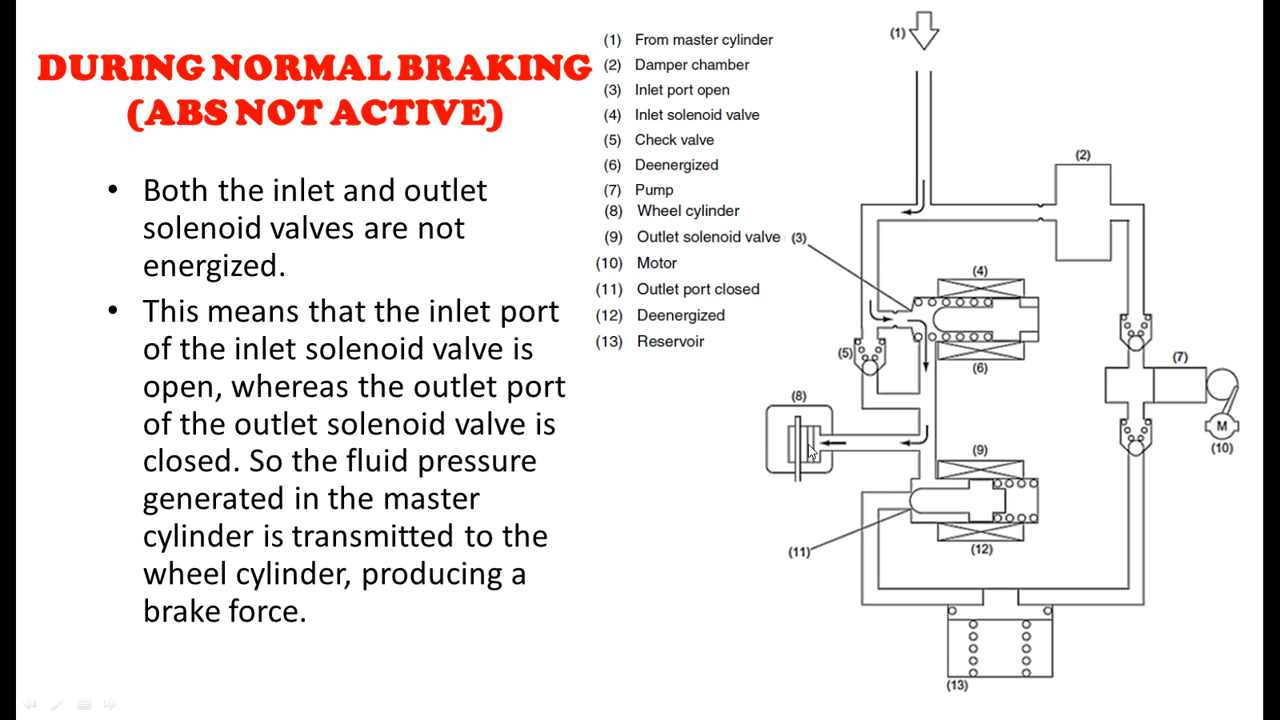 DURING NORMAL BRAKING
(ABS NOT ACTIVE)
• Both the inlet and outlet
solenoid valves are not
energized.
• This means that the inlet port
of the inlet solenoid valve is
open, whereas the outlet port
of the outlet solenoid valve is
closed. So the fluid pressure
generated in the master
cylinder is transmitted to the
wheel cylinder, producing a
brake force.
(1) From master cylinder
(2) Damper chamber
(3) Inlet port open
(4) Inlet solenoid valve
(5) Check valve
(6) Deenergized
(7) Pump
(8) Wheel cylinder
(9) Outlet solenoid valve
(10) Motor
(11) Outlet port closed
(12) Deenergized
(13) Reservoir
(1)
(2)
(3)
(4)
(5)
(6)
(7)
(8)
M
(10)
(9)
(11)
(12)
(13)